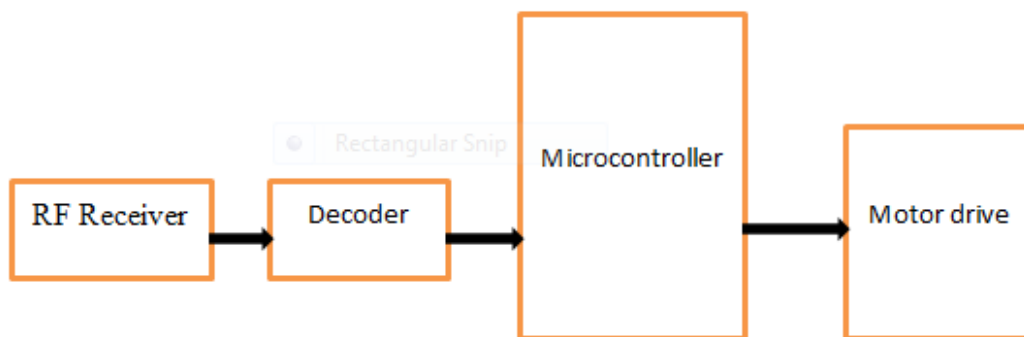 Rectangular Snip
Microcontroller
RF Receiver
Decoder
Motor drive